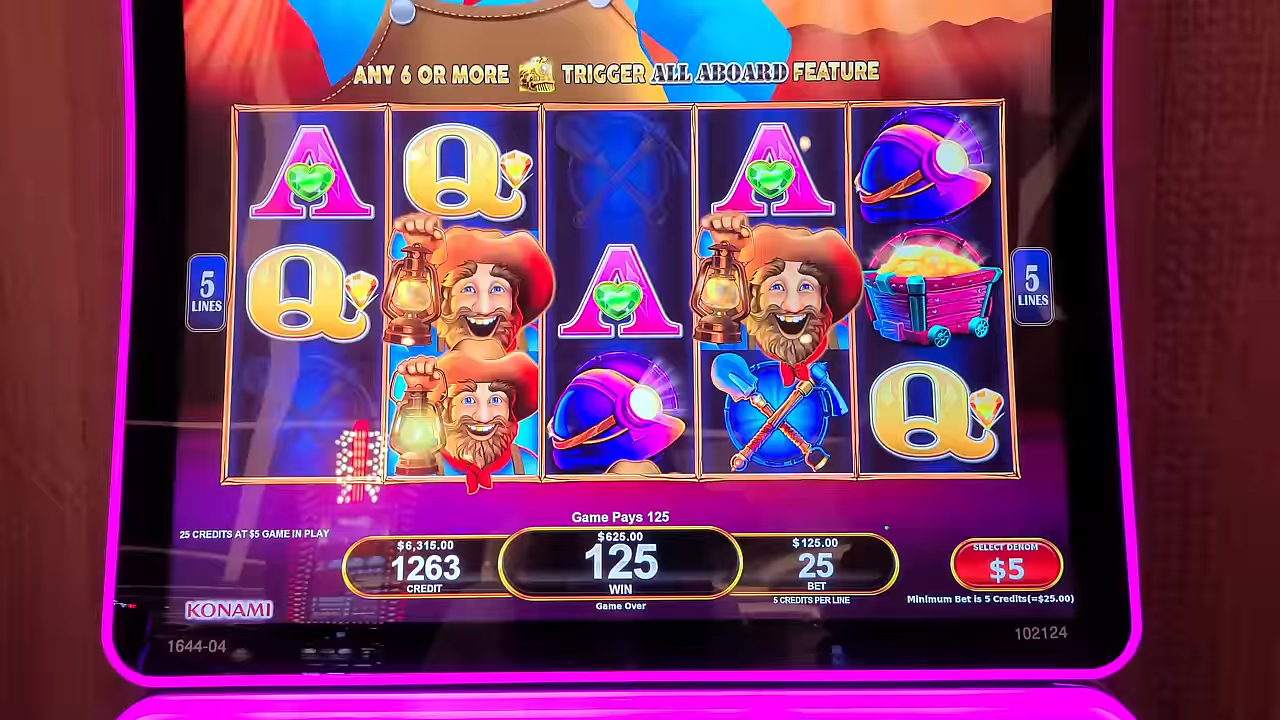 ANY 6 OR MORE TRIGGER ALL ABOARD FEATURE
A Q A
Q A
Q
5 LINES
5 LINES
Game Pays 125
25 CREDITS AT $5 GAME IN PLAY
$6,315.00
1263
CREDIT
$625.00
125
WIN
Game Over
$125.00
25
BET
5 CREDITS PER LINE
SELECT DENOM
$5
Minimum Bet is 5 Credits(=$25.00)
KONAMI
1644-04
102124